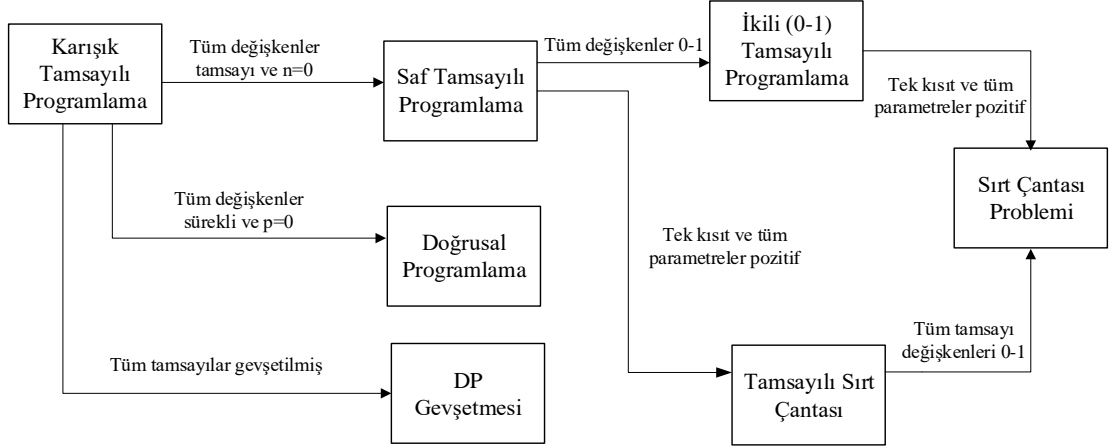 Karışık
Tamsayılı
Programlama
Tüm değişkenler
tamsayı ve n=0
Saf Tamsayılı
Programlama
Tüm değişkenler 0-1
İkili (0-1)
Tamsayılı
Programlama
Tek kısıt ve tüm
parametreler pozitif
Sırt Çantası
Problemi
Tüm değişkenler
sürekli ve p=0
Doğrusal
Programlama
Tek kısıt ve tüm
parametreler pozitif
Tüm tamsayılar gevşetilmiş
DP
Gevşetmesi
Tamsayılı Sırt
Çantası
Tüm tamsayı
değişkenleri 0-1